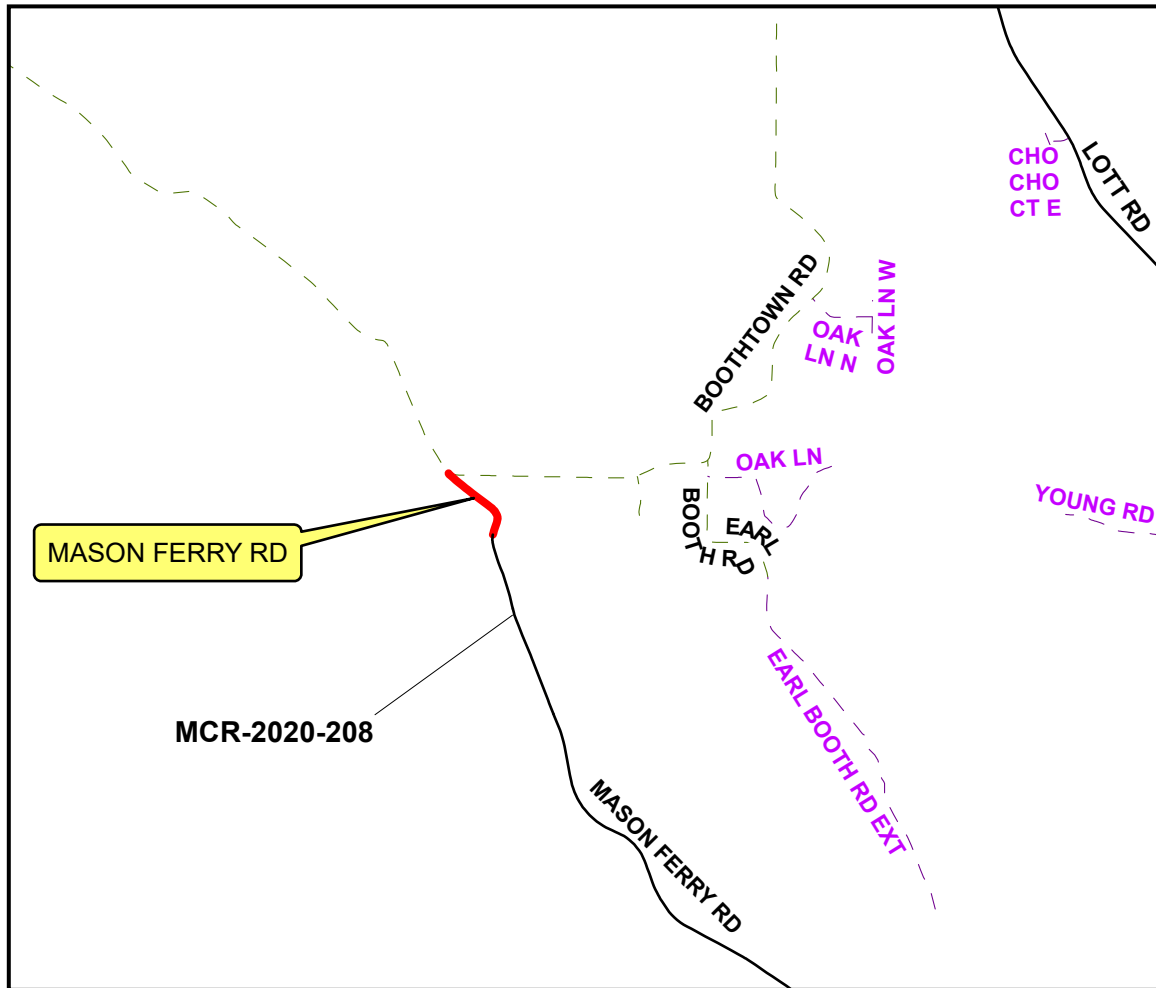 CHO
CHO
CT E
LOTT RD
BOOTHTOWN RD
OAK LN W
OAK
LN N
OAK LN
YOUNG RD
EARL
BOOTH RD
MASON FERRY RD
EARL BOOTH RD EXT
MCR-2020-208
MASON FERRY RD